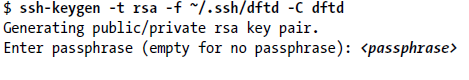 $ ssh-keygen -t rsa -f ~/.ssh/dftd -C dftd
Generating public/private rsa key pair.
Enter passphrase (empty for no passphrase): <passphrase>